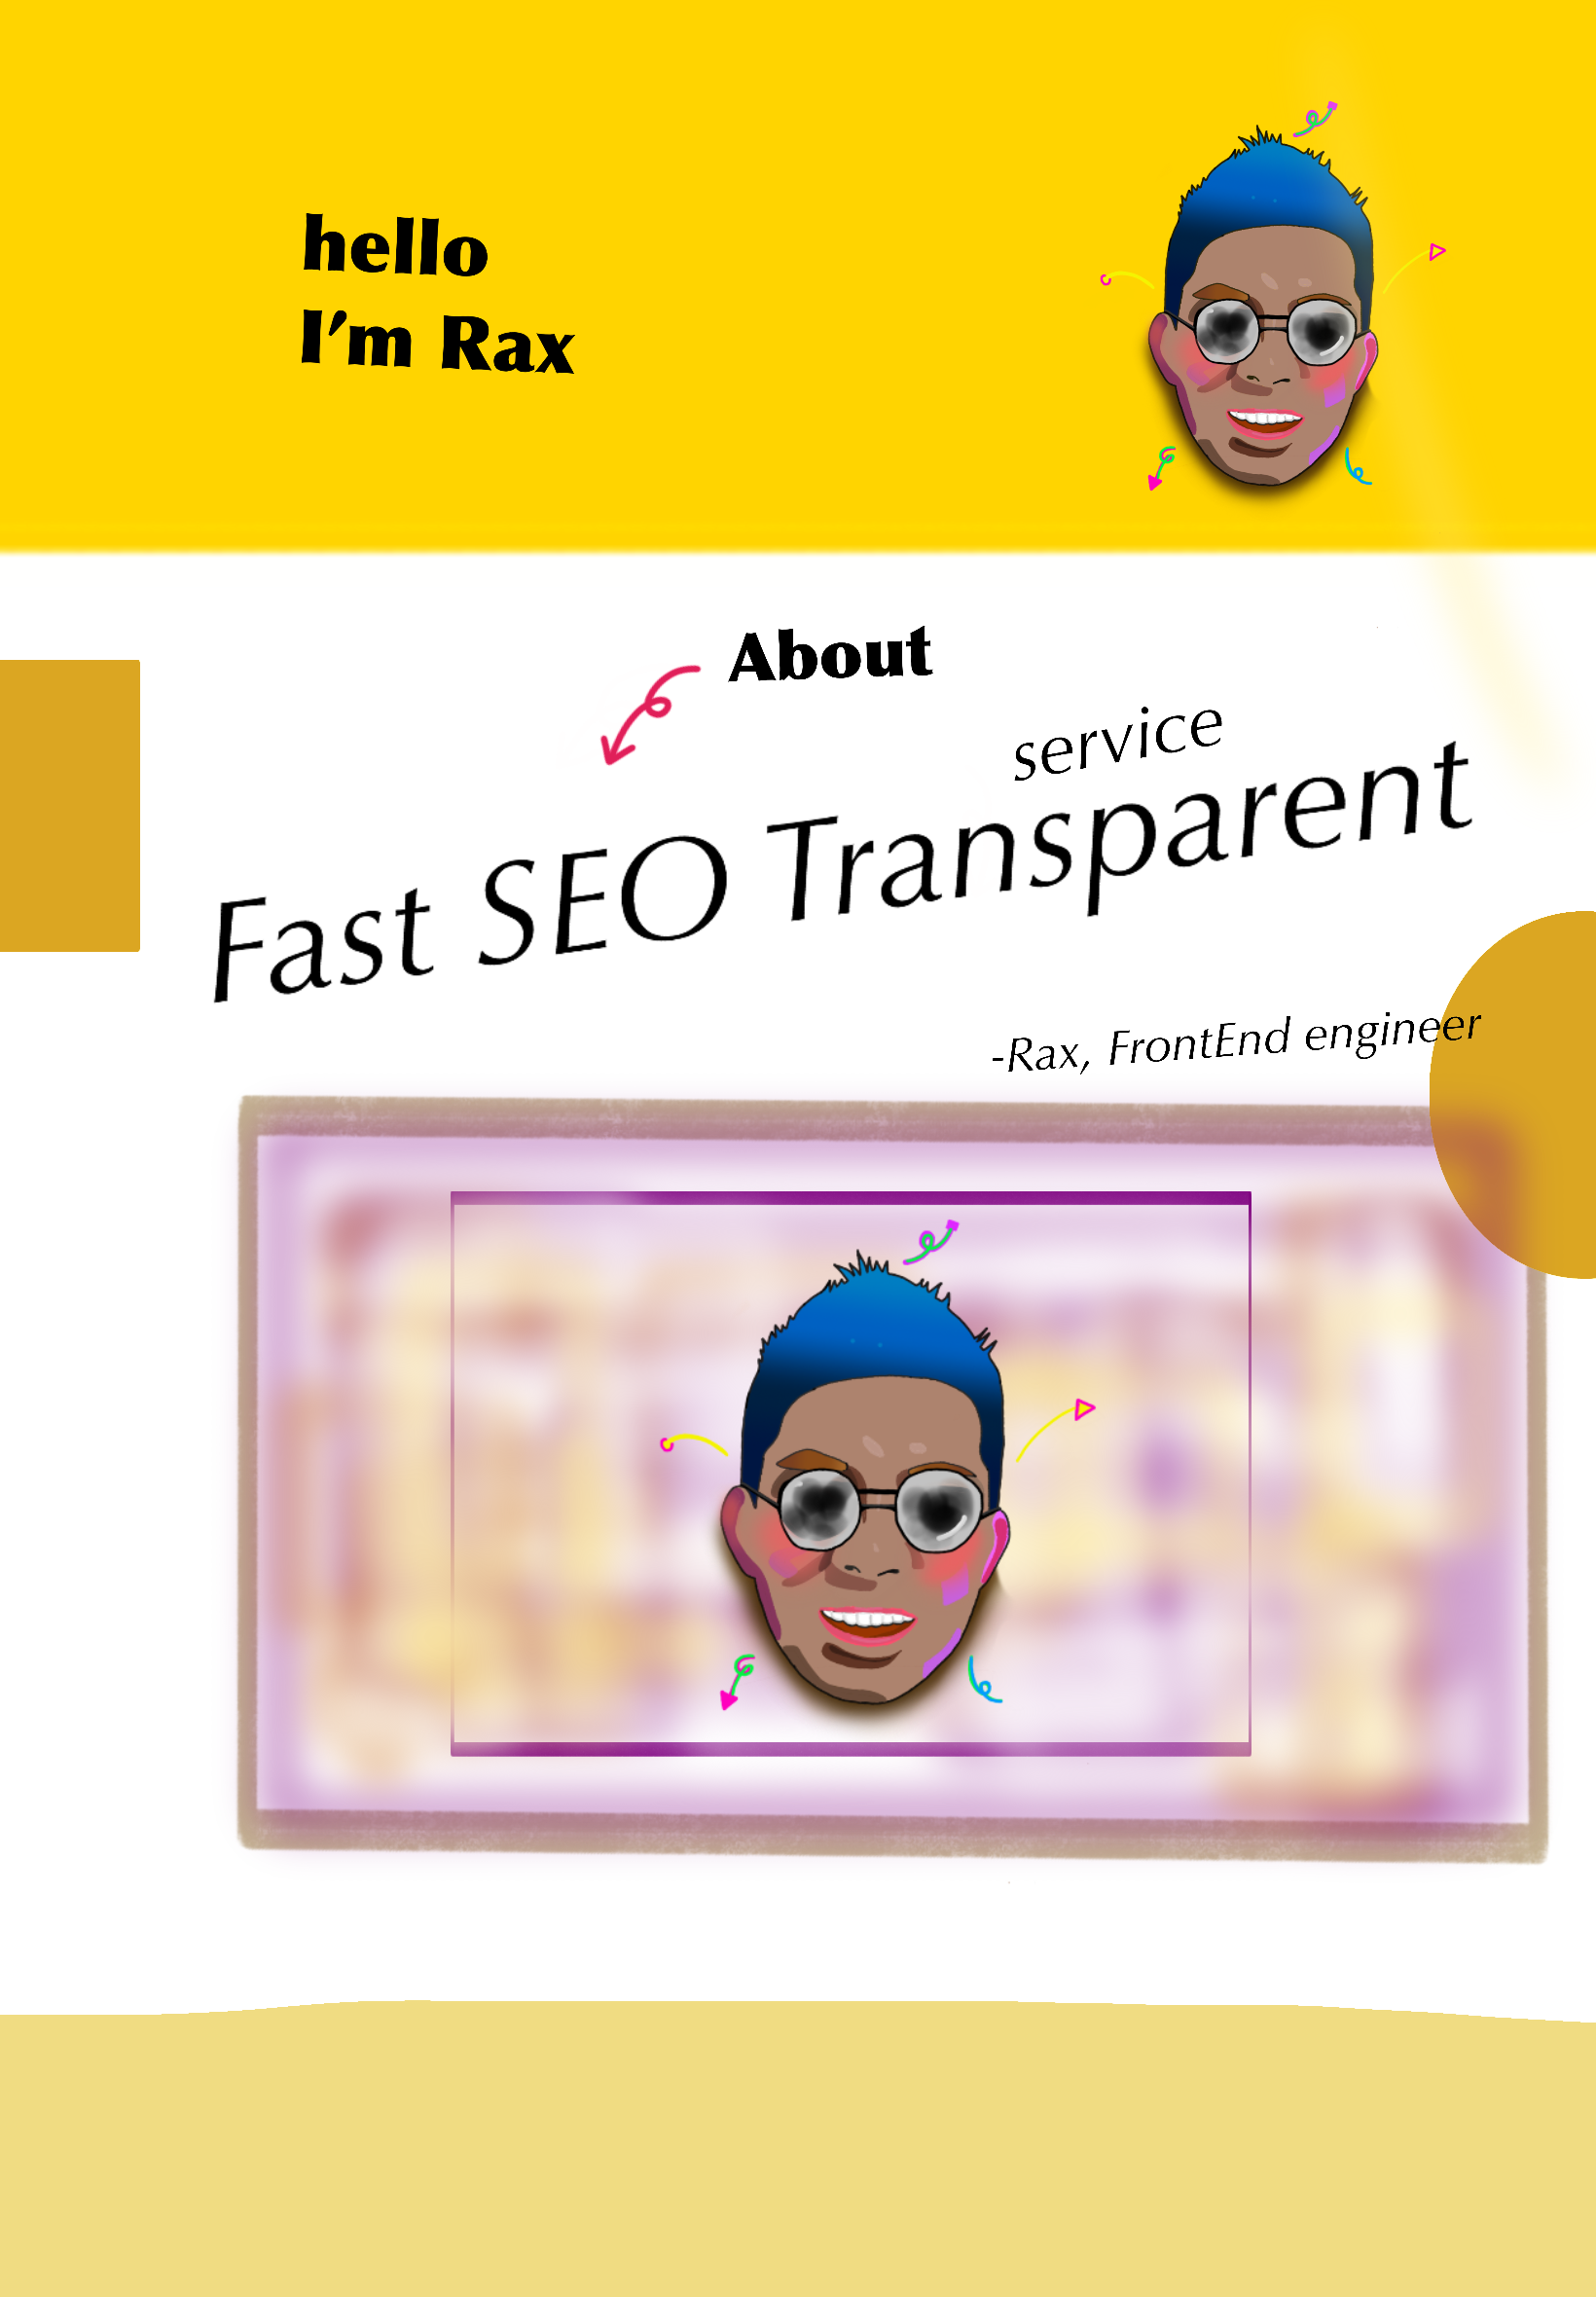 hello
I'm Rax
About
service
Fast SEO Transparent
-Rax, FrontEnd engineer